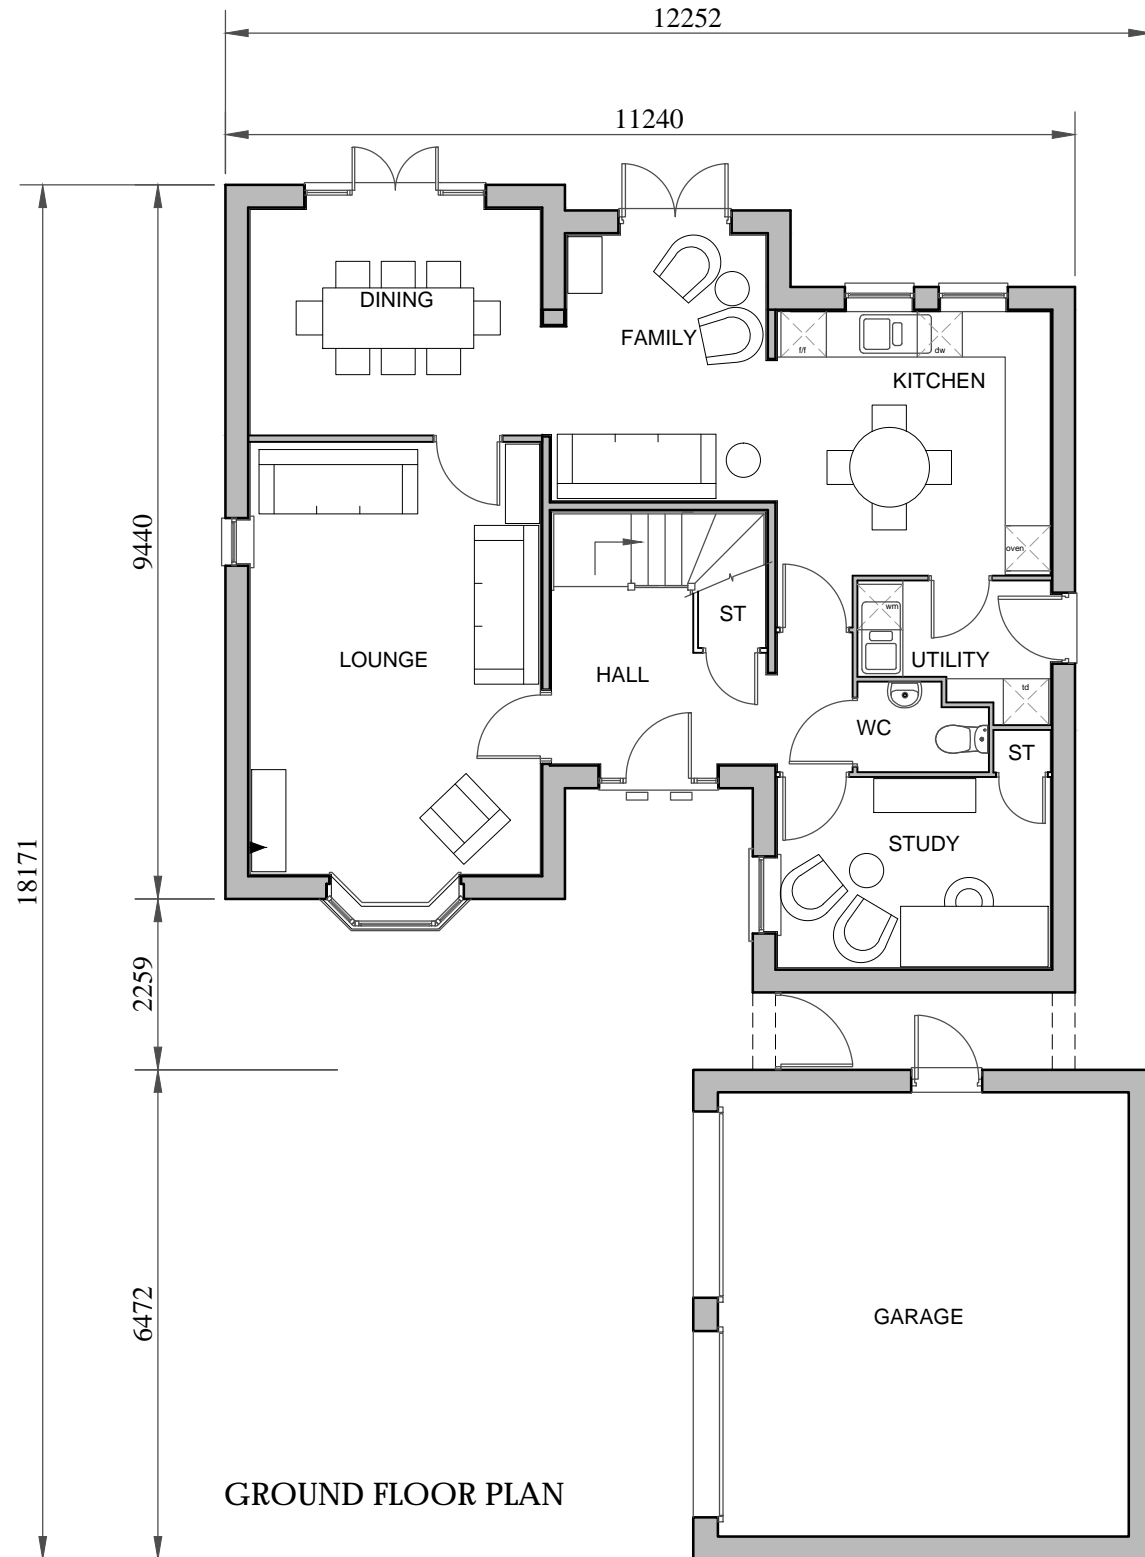 12252
11240
DINING
FAMILY
f/f
dw
KITCHEN
9440
oven
wm
ST
LOUNGE
UTILITY
HALL
td
WC
ST
STUDY
18171
2259
6472
GARAGE
GROUND FLOOR PLAN